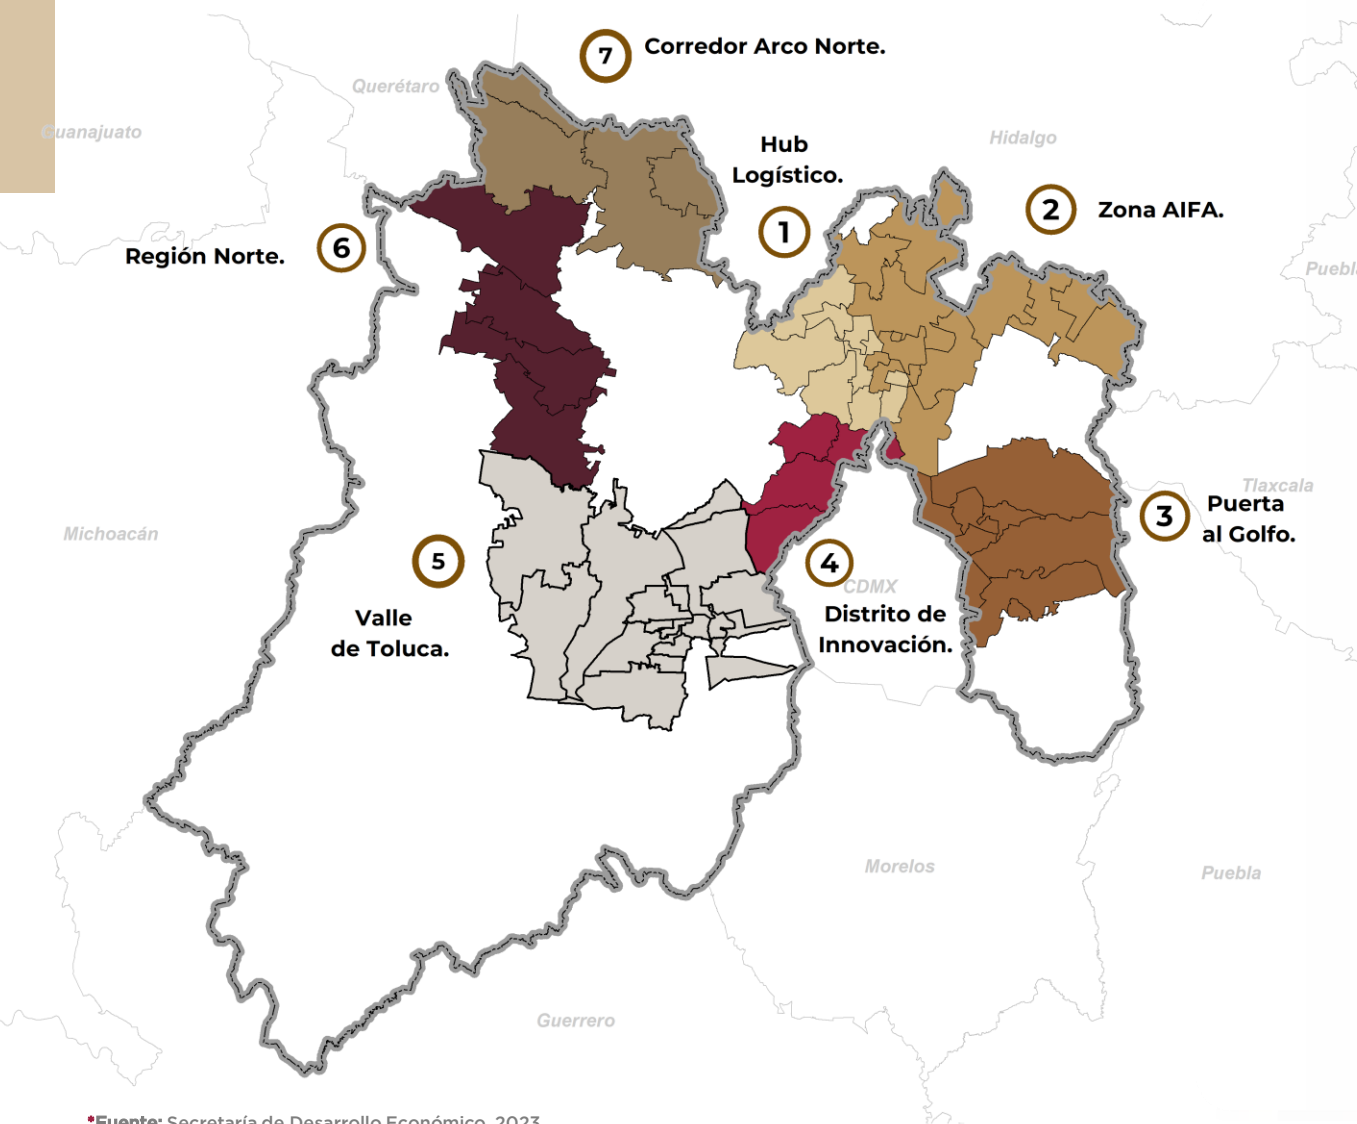 7
Corredor Arco Norte.
Querétaro
Guanajuato
Hidalgo
Hub
Logístico.
1
2
Zona AIFA.
6
Región Norte.
Puebla
Tlaxcala
3
Puerta
al Golfo.
Michoacán
5
4
CDMX
Distrito de
Innovación.
Valle
de Toluca.
Morelos
Puebla
Guerrero
*Fuente: Secretaría de Desarrollo Económico, 2023